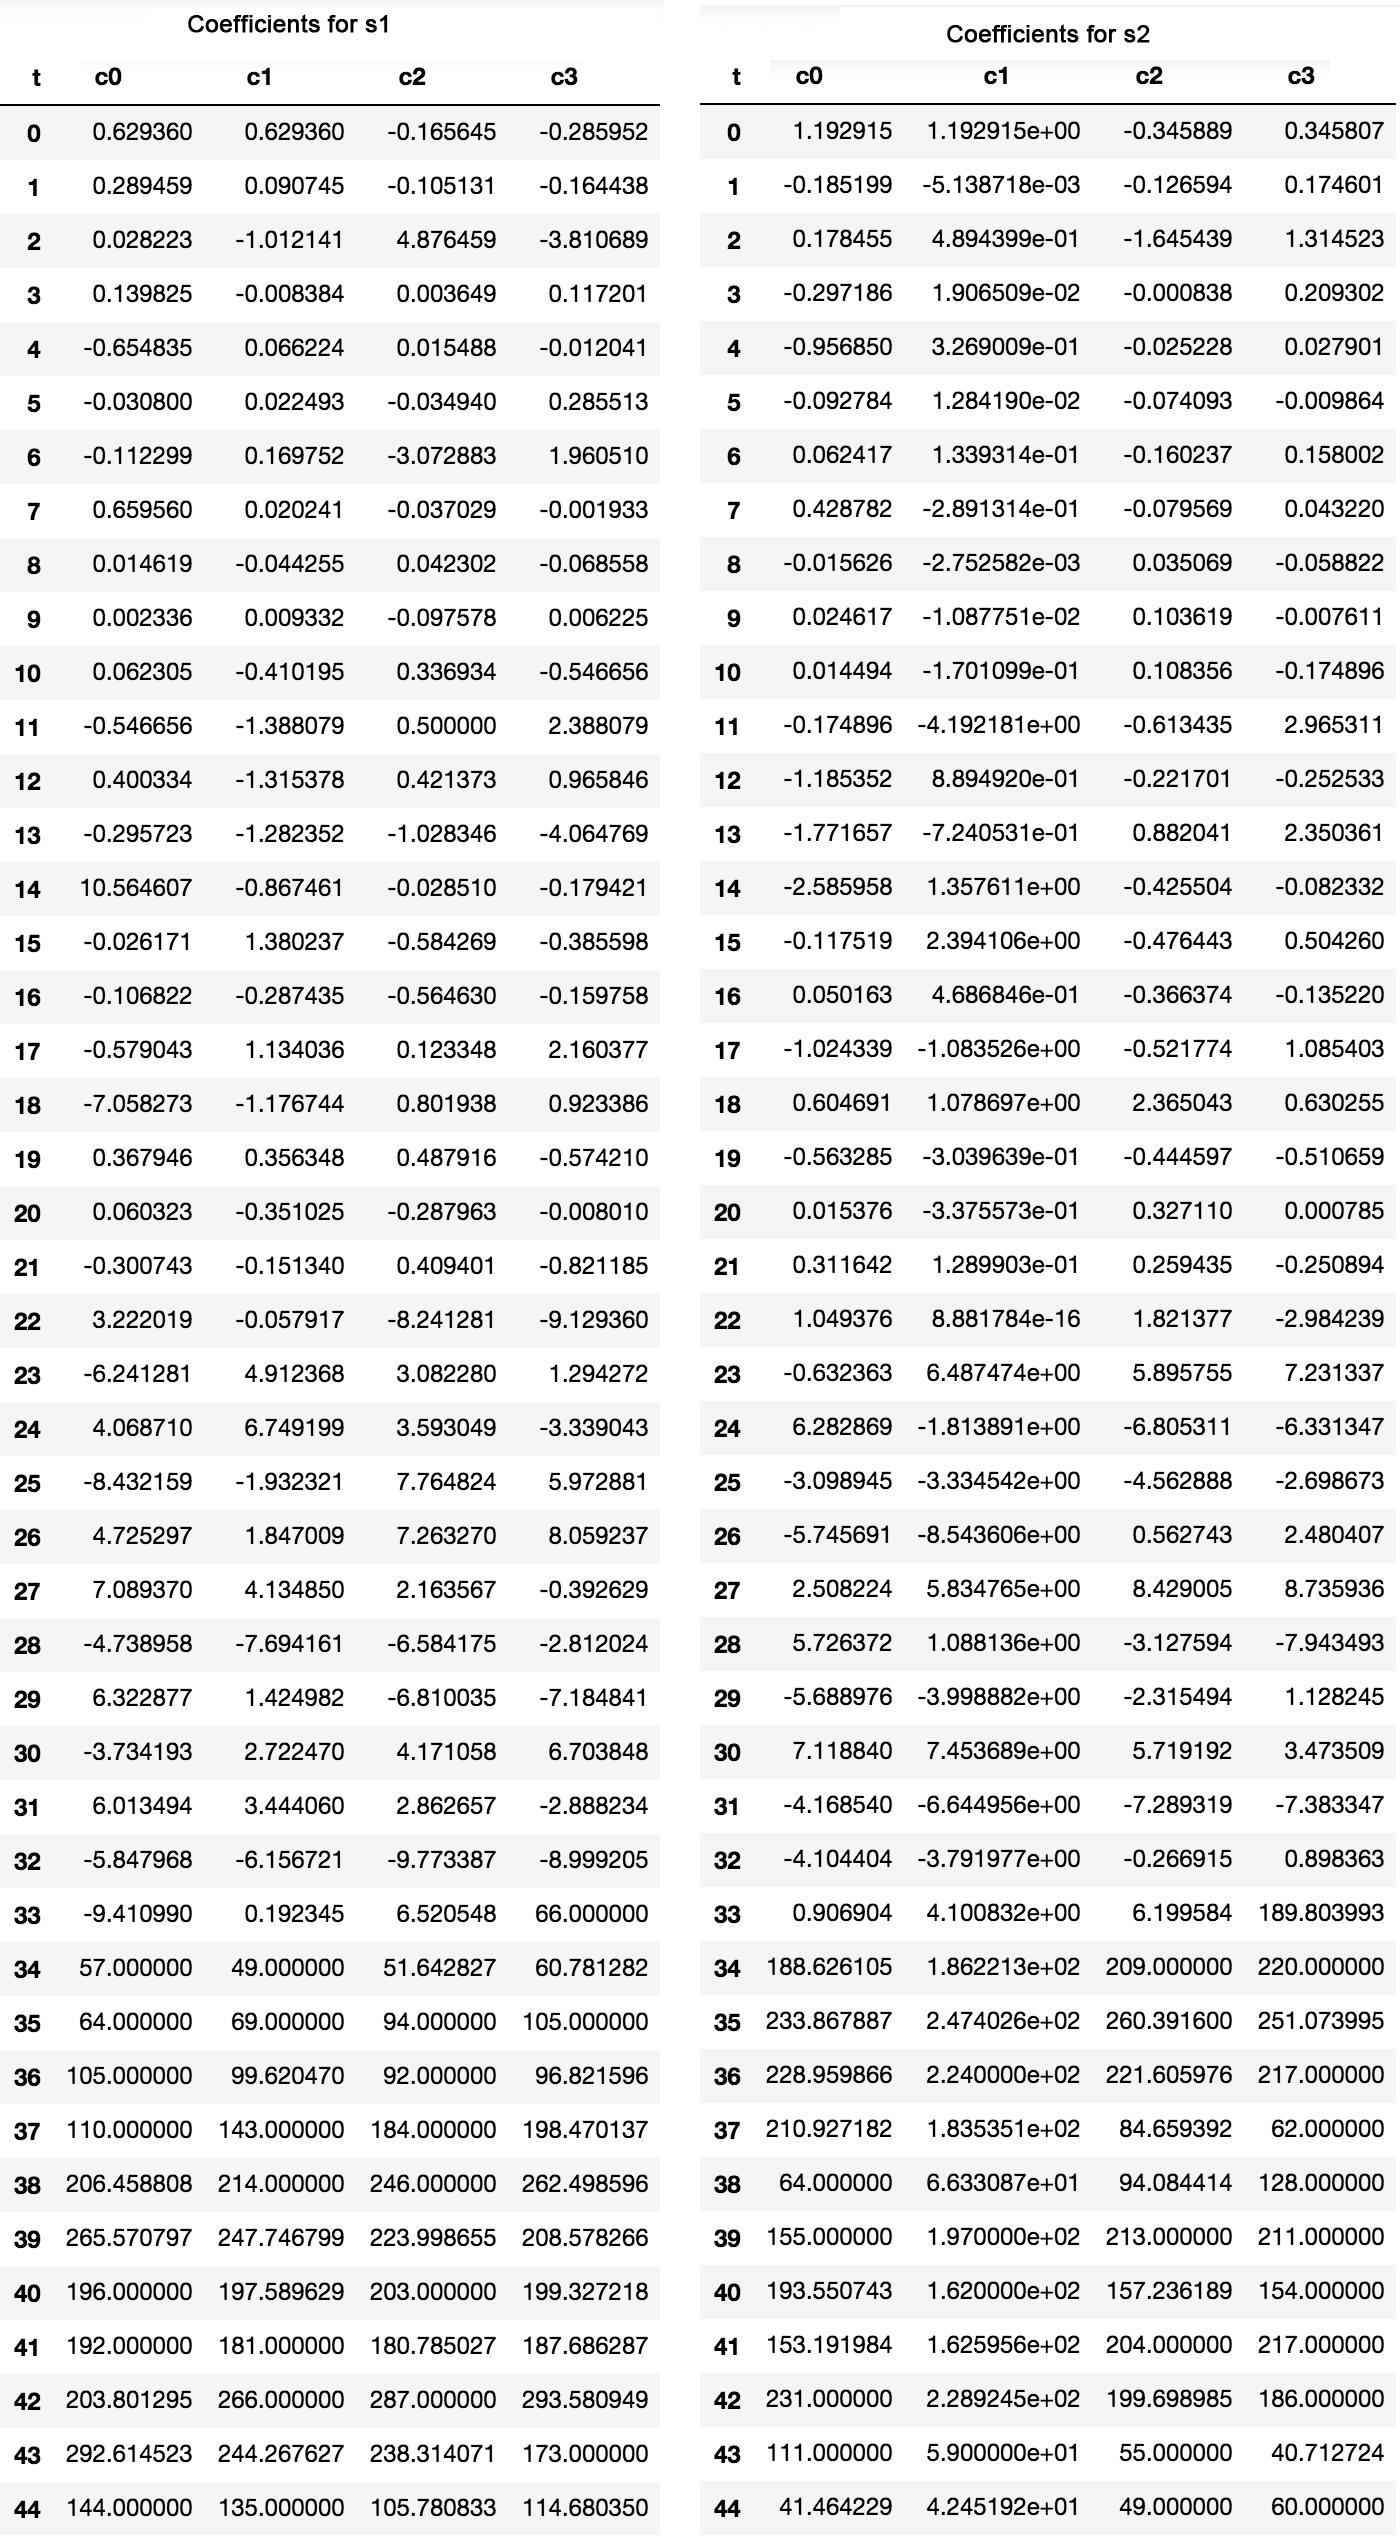 Coefficients for s1 Coefficients for s2
t c0 c1 c2 c3 t c0 c1 c2 c3
0 0.629360 0.629360 -0.165645 -0.285952 0 1.192915 1.192915e+00 -0.345889 0.345807
1 0.289459 0.090745 -0.105131 -0.164438 1 -0.185199 -5.138718e-03 -0.126594 0.174601
2 0.028223 -1.012141 4.876459 -3.810689 2 0.178455 4.894399e-01 -1.645439 1.314523
3 0.139825 -0.008384 0.003649 0.117201 3 -0.297186 1.906509e-02 -0.000838 0.209302
4 -0.654835 0.066224 0.015488 -0.012041 4 -0.956850 3.269009e-01 -0.025228 0.027901
5 -0.030800 0.022493 -0.034940 0.285513 5 -0.092784 1.284190e-02 -0.074093 -0.009864
6 -0.112299 0.169752 -3.072883 1.960510 6 0.062417 1.339314e-01 -0.160237 0.158002
7 0.659560 0.020241 -0.037029 -0.001933 7 0.428782 -2.891314e-01 -0.079569 0.043220
8 0.014619 -0.044255 0.042302 -0.068558 8 -0.015626 -2.752582e-03 0.035069 -0.058822
9 0.002336 0.009332 -0.097578 0.006225 9 0.024617 -1.087751e-02 0.103619 -0.007611
10 0.062305 -0.410195 0.336934 -0.546656 10 0.014494 -1.701099e-01 0.108356 -0.174896
11 -0.546656 -1.388079 0.500000 2.388079 11 -0.174896 -4.192181e+00 -0.613435 2.965311
12 0.400334 -1.315378 0.421373 0.965846 12 -1.185352 8.894920e-01 -0.221701 -0.252533
13 -0.295723 -1.282352 -1.028346 -4.064769 13 -1.771657 -7.240531e-01 0.882041 2.350361
14 10.564607 -0.867461 -0.028510 -0.179421 14 -2.585958 1.357611e+00 -0.425504 -0.082332
15 -0.026171 1.380237 -0.584269 -0.385598 15 -0.117519 2.394106e+00 -0.476443 0.504260
16 -0.106822 -0.287435 -0.564630 -0.159758 16 0.050163 4.686846e-01 -0.366374 -0.135220
17 -0.579043 1.134036 0.123348 2.160377 17 -1.024339 -1.083526e+00 -0.521774 1.085403
18 -7.058273 -1.176744 0.801938 0.923386 18 0.604691 1.078697e+00 2.365043 0.630255
19 0.367946 0.356348 0.487916 -0.574210 19 -0.563285 -3.039639e-01 -0.444597 -0.510659
20 0.060323 -0.351025 -0.287963 -0.008010 20 0.015376 -3.375573e-01 0.327110 0.000785
21 -0.300743 -0.151340 0.409401 -0.821185 21 0.311642 1.289903e-01 0.259435 -0.250894
22 3.222019 -0.057917 -8.241281 -9.129360 22 1.049376 8.881784e-16 1.821377 -2.984239
23 -6.241281 4.912368 3.082280 1.294272 23 -0.632363 6.487474e+00 5.895755 7.231337
24 4.068710 6.749199 3.593049 -3.339043 24 6.282869 -1.813891e+00 -6.805311 -6.331347
25 -8.432159 -1.932321 7.764824 5.972881 25 -3.098945 -3.334542e+00 -4.562888 -2.698673
26 4.725297 1.847009 7.263270 8.059237 26 -5.745691 -8.543606e+00 0.562743 2.480407
27 7.089370 4.134850 2.163567 -0.392629 27 2.508224 5.834765e+00 8.429005 8.735936
28 -4.738958 -7.694161 -6.584175 -2.812024 28 5.726372 1.088136e+00 -3.127594 -7.943493
29 6.322877 1.424982 -6.810035 -7.184841 29 -5.688976 -3.998882e+00 -2.315494 1.128245
30 -3.734193 2.722470 4.171058 6.703848 30 7.118840 7.453689e+00 5.719192 3.473509
31 6.013494 3.444060 2.862657 -2.888234 31 -4.168540 -6.644956e+00 -7.289319 -7.383347
32 -5.847968 -6.156721 -9.773387 -8.999205 32 -4.104404 -3.791977e+00 -0.266915 0.898363
33 -9.410990 0.192345 6.520548 66.000000 33 0.906904 4.100832e+00 6.199584 189.803993
34 57.000000 49.000000 51.642827 60.781282 34 188.626105 1.862213e+02 209.000000 220.000000
35 64.000000 69.000000 94.000000 105.000000 35 233.867887 2.474026e+02 260.391600 251.073995
36 105.000000 99.620470 92.000000 96.821596 36 228.959866 2.240000e+02 221.605976 217.000000
37 110.000000 143.000000 184.000000 198.470137 37 210.927182 1.835351e+02 84.659392 62.000000
38 206.458808 214.000000 246.000000 262.498596 38 64.000000 6.633087e+01 94.084414 128.000000
39 265.570797 247.746799 223.998655 208.578266 39 155.000000 1.970000e+02 213.000000 211.000000
40 196.000000 197.589629 203.000000 199.327218 40 193.550743 1.620000e+02 157.236189 154.000000
41 192.000000 181.000000 180.785027 187.686287 41 153.191984 1.625956e+02 204.000000 217.000000
42 203.801295 266.000000 287.000000 293.580949 42 231.000000 2.289245e+02 199.698985 186.000000
43 292.614523 244.267627 238.314071 173.000000 43 111.000000 5.900000e+01 55.000000 40.712724
44 144.000000 135.000000 105.780833 114.680350 44 41.464229 4.245192e+01 49.000000 60.000000